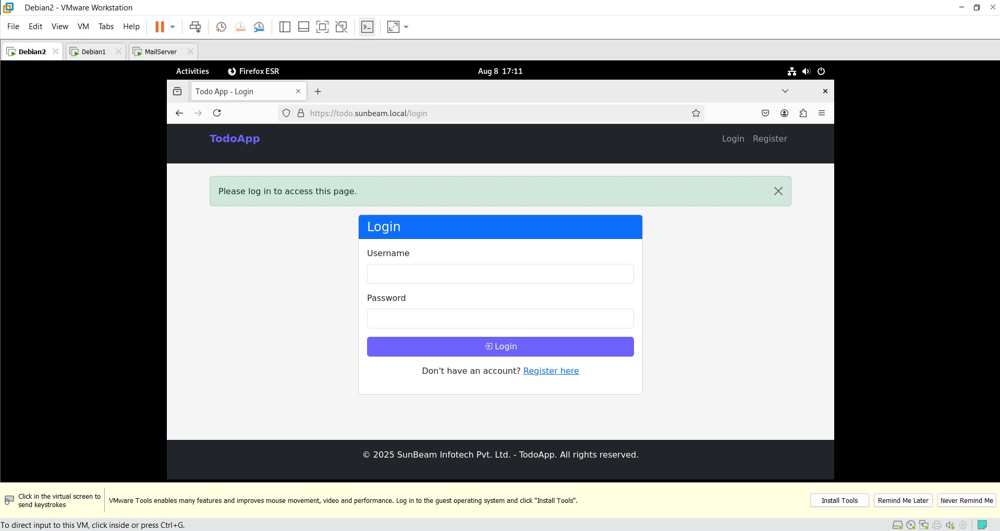 Debian2 - VMware Workstation
File Edit View VM Tabs Help
Debian2 Debian1 MailServer
Activities Firefox ESR Aug 8 17:11
Todo App - Login
https://todo.sunbeam.local/login
TodoApp Login Register
Please log in to access this page.
Login
Username
Password
Login
Don't have an account? Register here
© 2025 SunBeam Infotech Pvt. Ltd. - TodoApp. All rights reserved.
Click in the virtual screen to
send keystrokes
VMware Tools enables many features and improves mouse movement, video and performance. Log in to the guest operating system and click "Install Tools".
Install Tools Remind Me Later Never Remind Me
To direct input to this VM, click inside or press Ctrl+G.